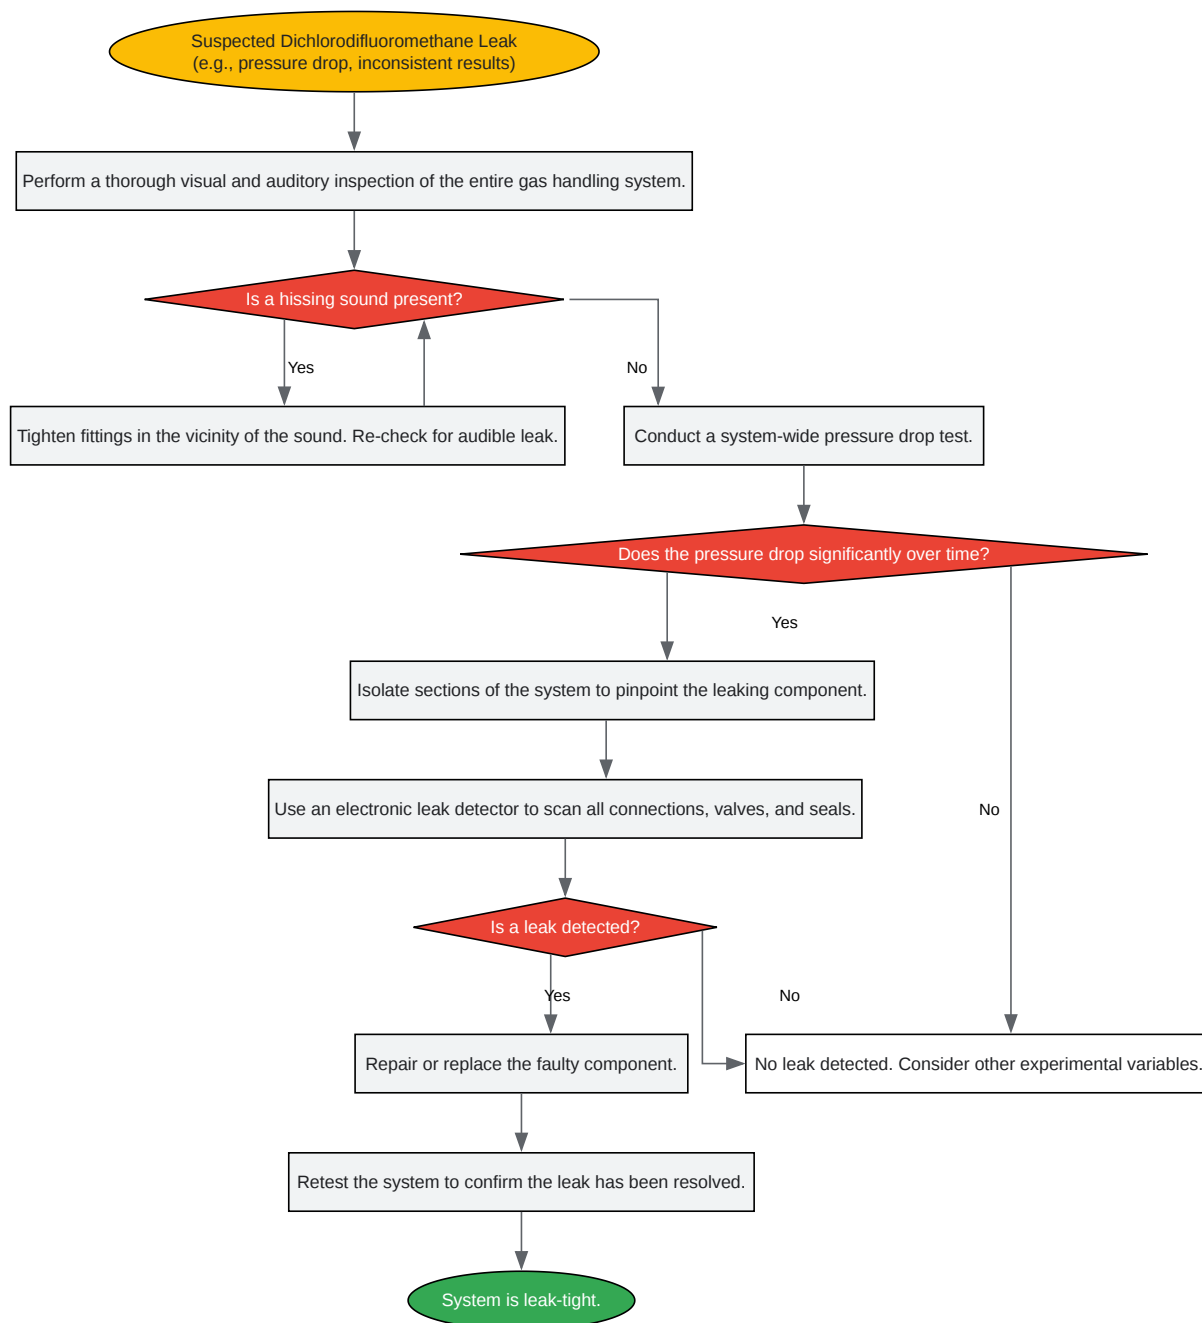 Suspected Dichlorodifluoromethane Leak
(e.g., pressure drop, inconsistent results)
Perform a thorough visual and auditory inspection of the entire gas handling system.
Is a hissing sound present?
Yes
No
Tighten fittings in the vicinity of the sound. Re-check for audible leak.
Conduct a system-wide pressure drop test.
Does the pressure drop significantly over time?
Yes
Isolate sections of the system to pinpoint the leaking component.
Use an electronic leak detector to scan all connections, valves, and seals.
No
Is a leak detected?
Yes
No
Repair or replace the faulty component.
No leak detected. Consider other experimental variables.
Retest the system to confirm the leak has been resolved.
System is leak-tight.